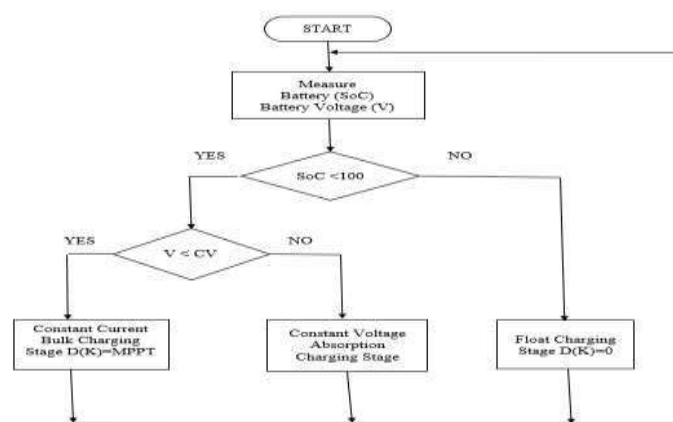 START
Measure
Battery (SoC)
Battery Voltage (V)
YES
NO
SoC <100
YES
NO
V < CV
Constant Current
Bulk Charging
Stage D(K)=MPPT
Constant Voltage
Absorption
Charging Stage
Float Charging
Stage D(K)=0